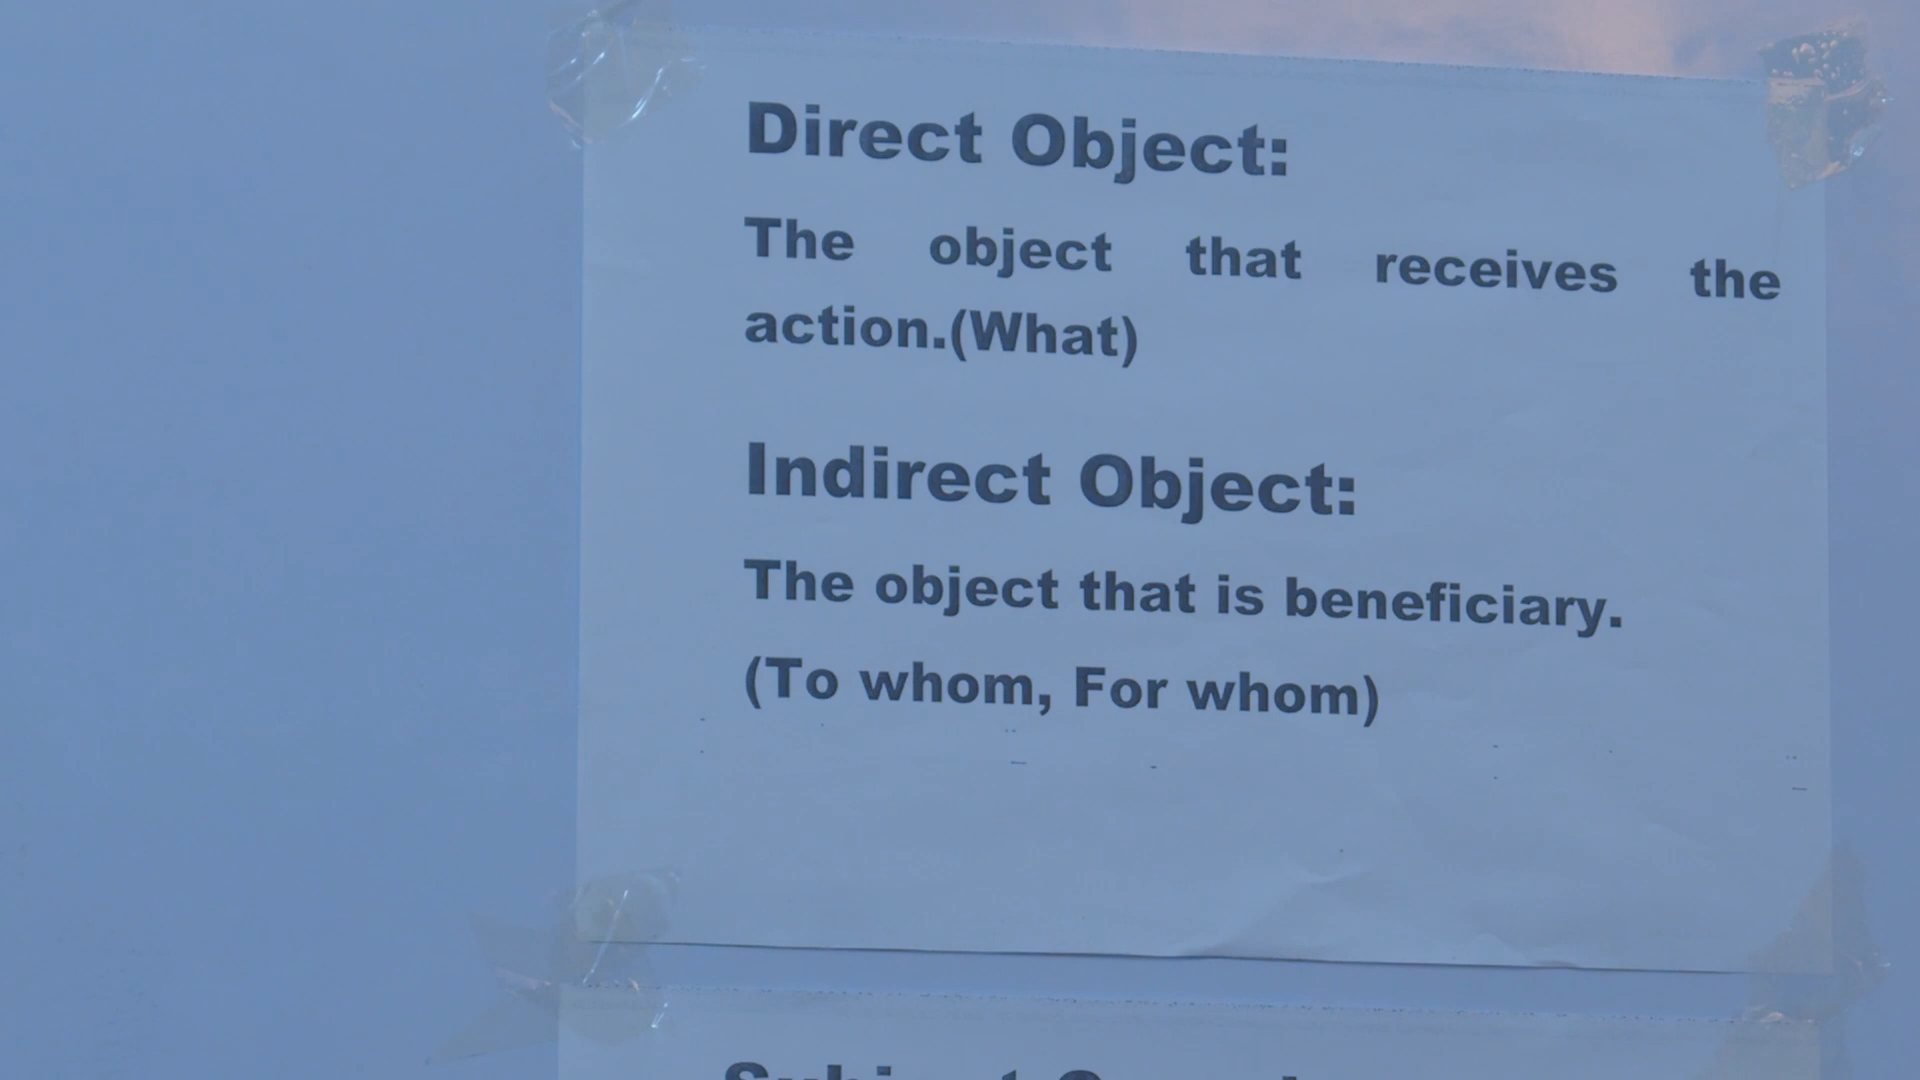 Direct Object:
The object that receives the
action.(What)
Indirect Object:
The object that is beneficiary.
(To whom, For whom)